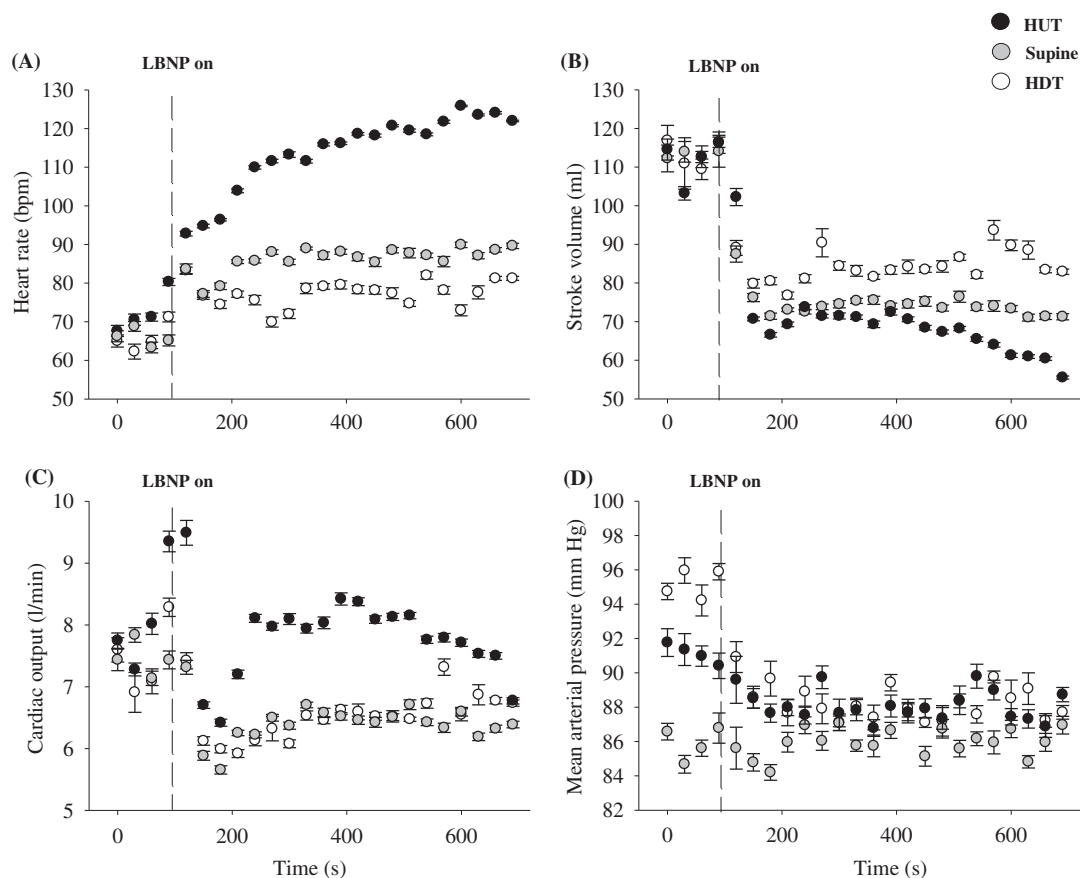 HUT
Supine
HDT
(A)
LBNP on
130
120
110
100
90
80
70
60
50
Heart rate (bpm)
0 200 400 600
(B)
LBNP on
130
120
110
100
90
80
70
60
50
Stroke volume (ml)
0 200 400 600
(C)
LBNP on
10
9
8
7
6
5
Cardiac output (l/min)
0 200 400 600
Time (s)
(D)
LBNP on
100
98
96
94
92
90
88
86
84
82
Mean arterial pressure (mm Hg)
0 200 400 600
Time (s)